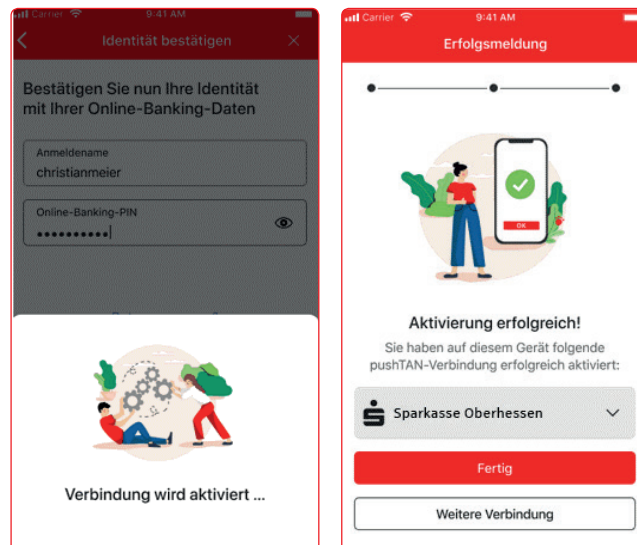 Carrier
9:41 AM
Identität bestätigen
Bestätigen Sie nun Ihre Identität
mit Ihrer Online-Banking-Daten
Anmeldename
christianmeier
Online-Banking-PIN
••••••••••
Verbindung wird aktiviert ...
Carrier
9:41 AM
Erfolgsmeldung
OK
Aktivierung erfolgreich!
Sie haben auf diesem Gerät folgende
pushTAN-Verbindung erfolgreich aktiviert:
Sparkasse Oberhessen
Fertig
Weitere Verbindung